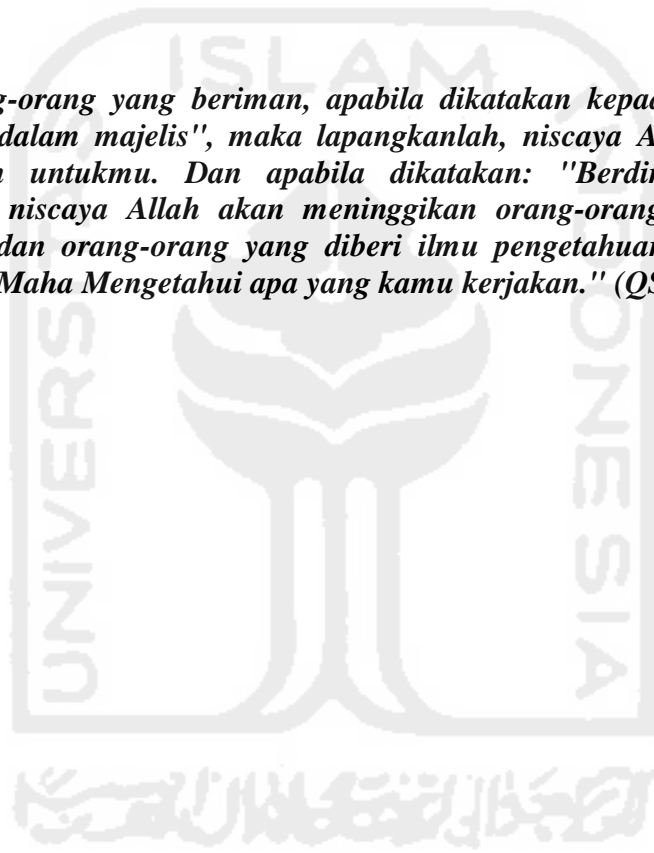 ISLAM
g-orang yang beriman, apabila dikatakan kepad
dalam majelis", maka lapangkanlah, niscaya A
untukmu. Dan apabila dikatakan: "Berdir
niscaya Allah akan meninggikan orang-orang
dan orang-orang yang diberi ilmu pengetahuan
Maha Mengetahui apa yang kamu kerjakan." (QS
UNIVERSITAS
INDONESIA